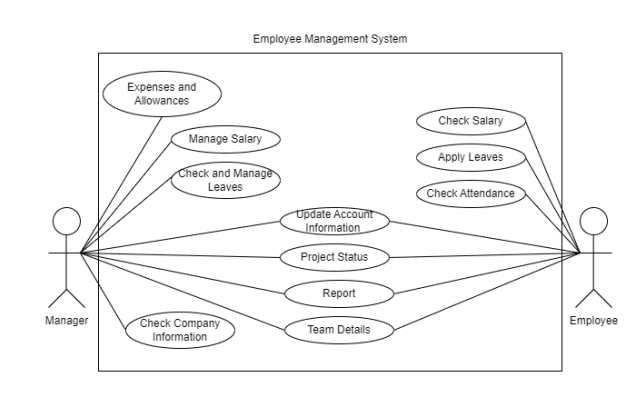 Employee Management System
Expenses and
Allowances
Manage Salary
Check and Manage
Leaves
Check Salary
Apply Leaves
Check Attendance
Update Account
Information
Project Status
Report
Team Details
Check Company
Information
Manager
Employee